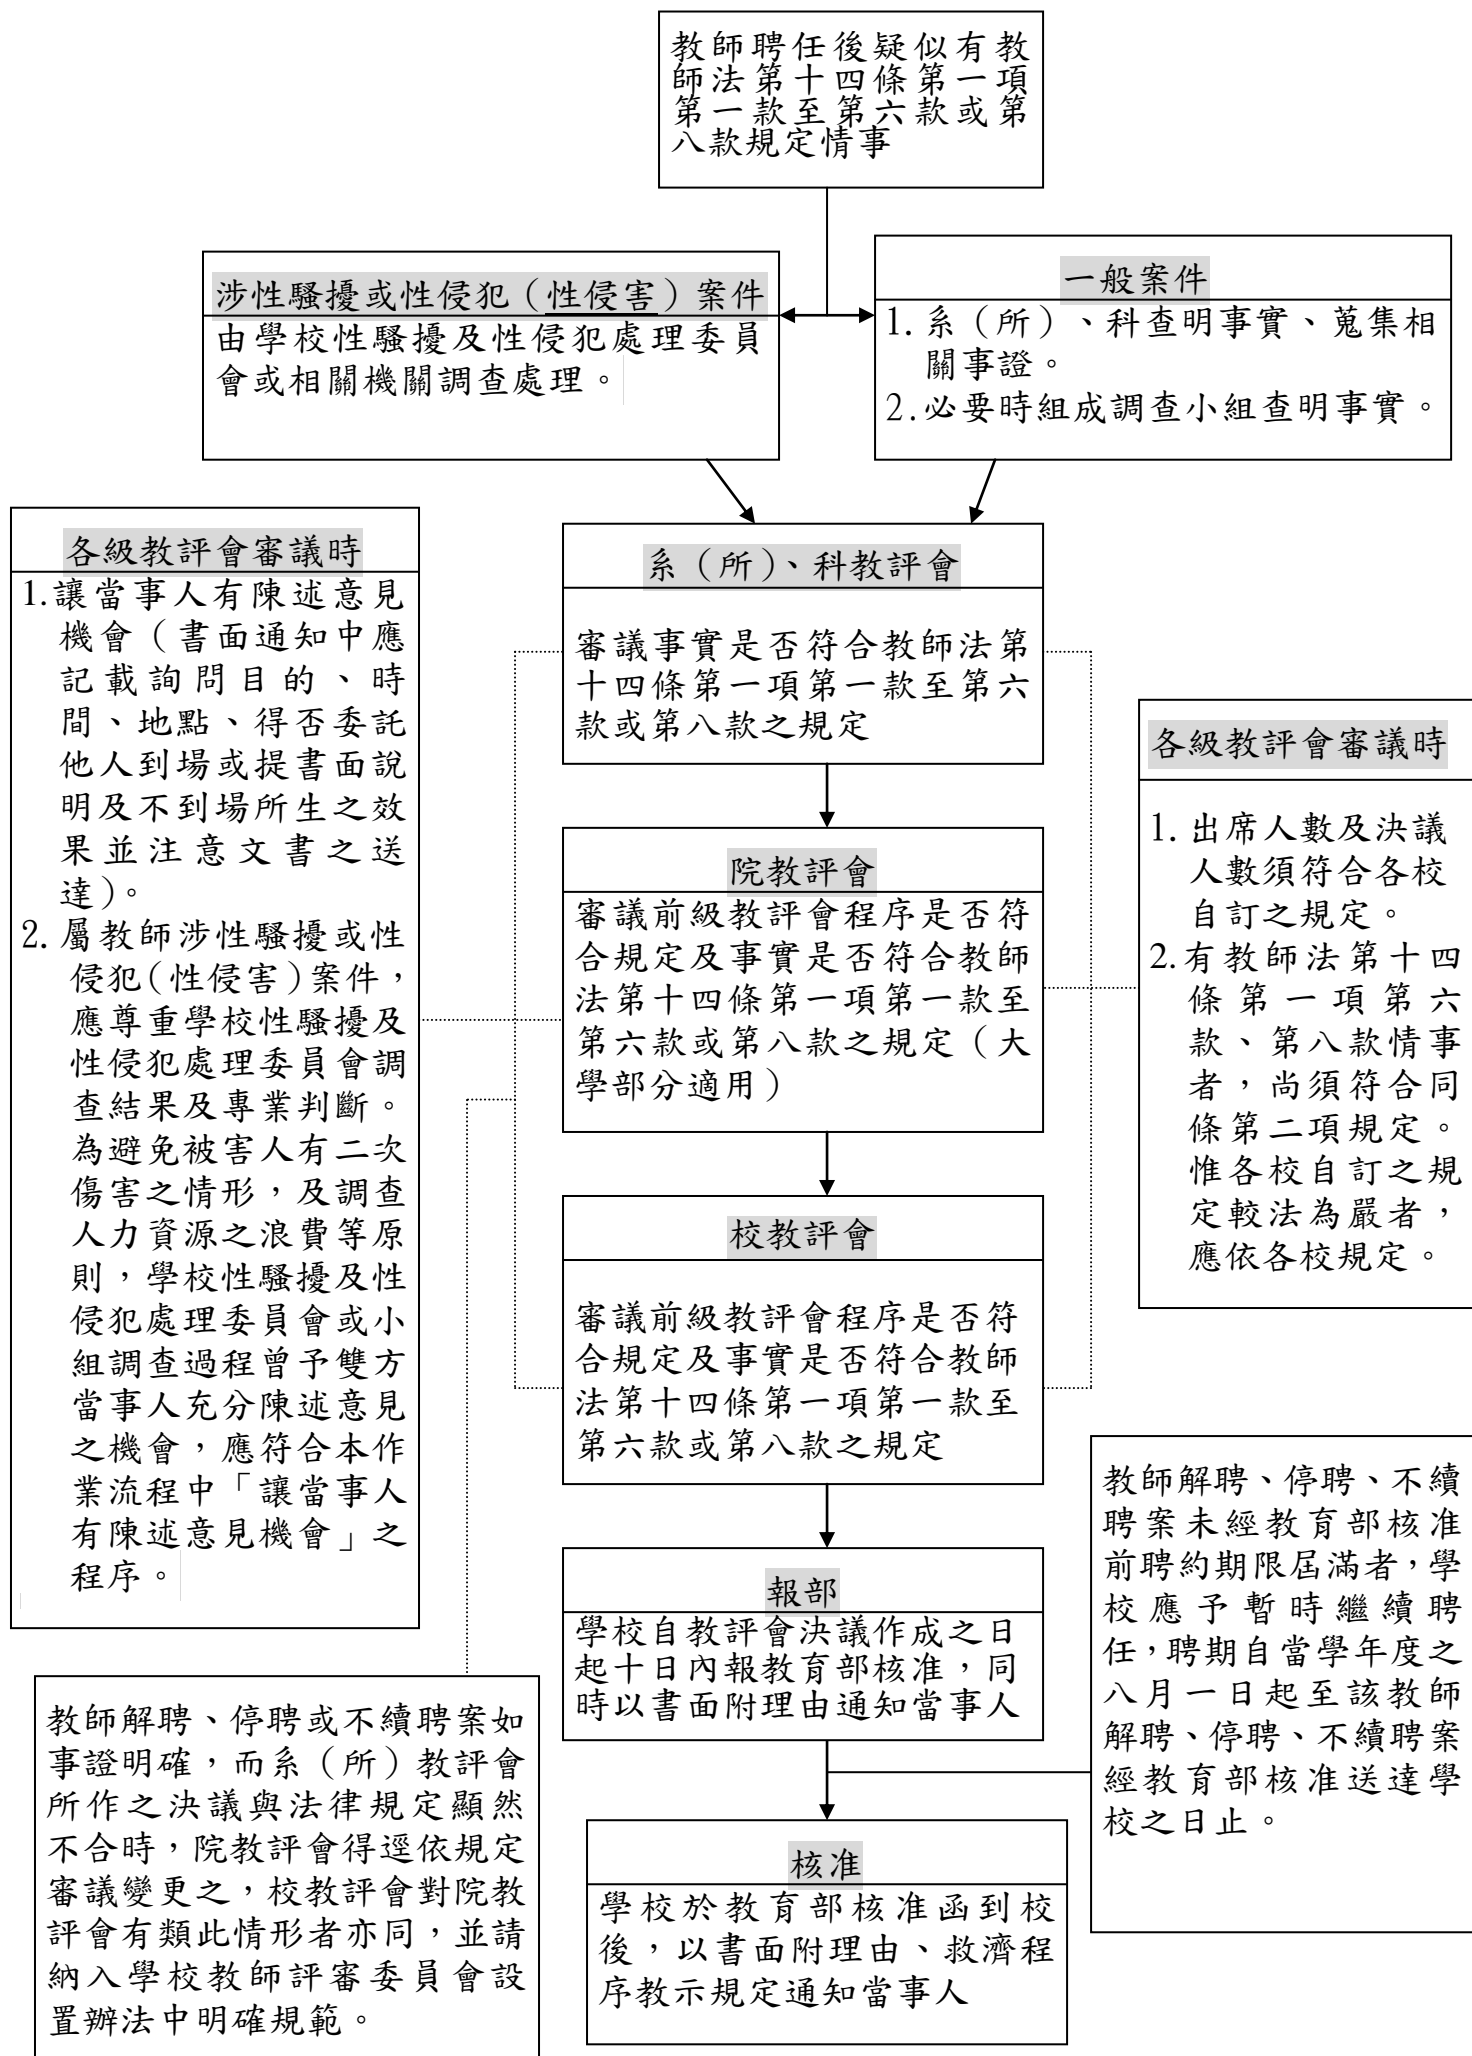 教師聘任後疑似有教
師法第十四條第一項
第一款至第六款或第
八款規定情事
涉性騷擾或性侵犯（性侵害）案件
由學校性騷擾及性侵犯處理委員
會或相關機關調查處理。
一般案件
1. 系（所）、科查明事實、蒐集相
關事證。
2.必要時組成調查小組查明事實。
各級教評會審議時
1.讓當事人有陳述意見
機會（書面通知中應
記載詢問目的、時
間、地點、得否委託
他人到場或提書面說
明及不到場所生之效
果並注意文書之送
達)。
2. 屬教師涉性騷擾或性
侵犯(性侵害)案件，
應尊重學校性騷擾及
性侵犯處理委員會調
查結果及專業判斷。
為避免被害人有二次
傷害之情形，及調查
人力資源之浪費等原
則，學校性騷擾及性
侵犯處理委員會或小
組調查過程曾予雙方
當事人充分陳述意見
之機會，應符合本作
業流程中「讓當事人
有陳述意見機會」之
程序。
系（所）、科教評會
審議事實是否符合教師法第
十四條第一項第一款至第六
款或第八款之規定
院教評會
審議前級教評會程序是否符
合規定及事實是否符合教師
法第十四條第一項第一款至
第六款或第八款之規定（大
學部分適用）
校教評會
審議前級教評會程序是否符
合規定及事實是否符合教師
法第十四條第一項第一款至
第六款或第八款之規定
報部
學校自教評會決議作成之日
起十日內報教育部核准，同
時以書面附理由通知當事人
核准
學校於教育部核准函到校
後，以書面附理由、救濟程
序教示規定通知當事人
各級教評會審議時
1. 出席人數及決議
人數須符合各校
自訂之規定。
2.有教師法第十四
條第一項第六
款、第八款情事
者，尚須符合同
條第二項規定。
惟各校自訂之規
定較法為嚴者，
應依各校規定。
教師解聘、停聘、不續
聘案未經教育部核准
前聘約期限屆滿者，學
校應予暫時繼續聘
任，聘期自當學年度之
八月一日起至該教師
解聘、停聘、不續聘案
經教育部核准送達學
校之日止。
教師解聘、停聘或不續聘案如
事證明確，而系（所）教評會
所作之決議與法律規定顯然
不合時，院教評會得逕依規定
審議變更之，校教評會對院教
評會有類此情形者亦同，並請
納入學校教師評審委員會設
置辦法中明確規範。